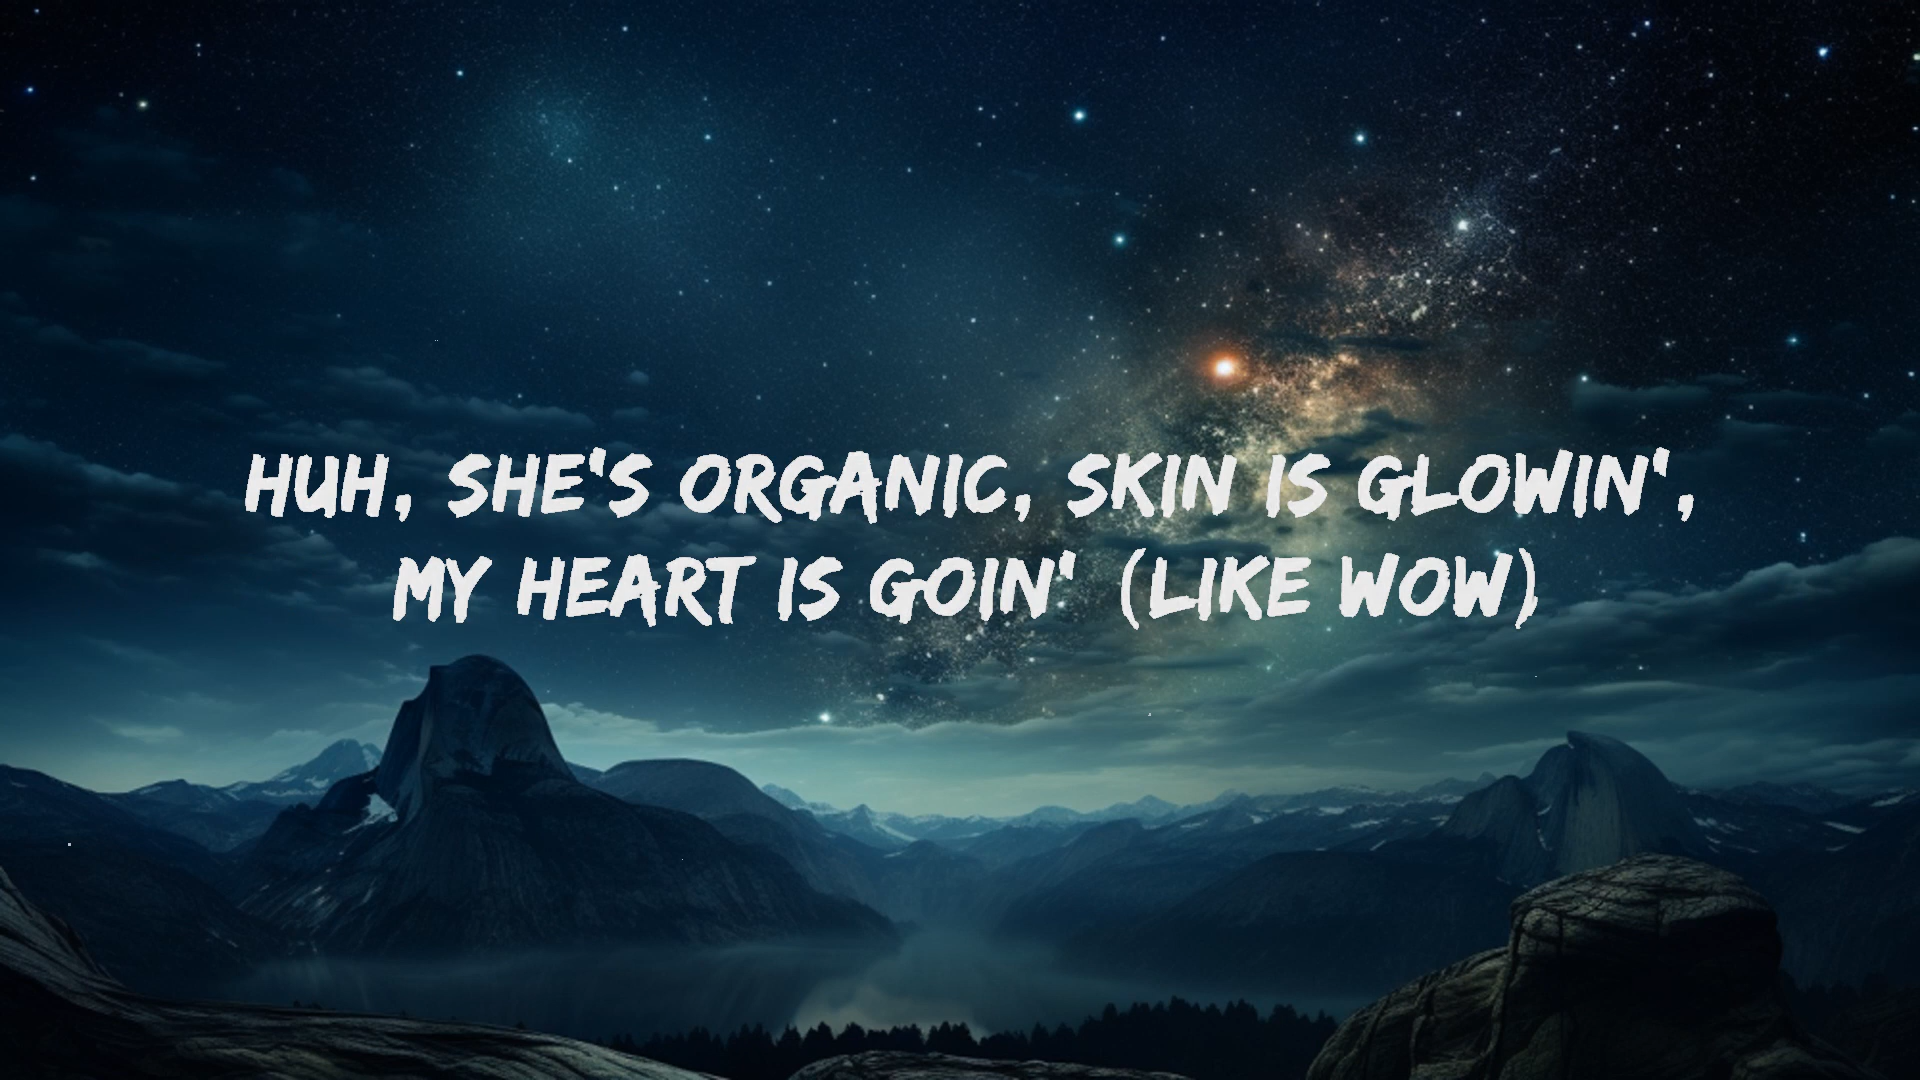 HUH, SHE'S ORGANIC, SKIN IS GLOWIN',
MY HEART IS GOIN' (LIKE WOW)